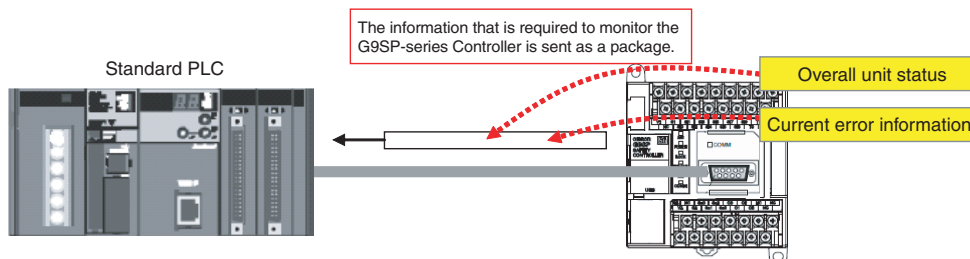 The information that is required to monitor the
G9SP-series Controller is sent as a package.
Standard PLC
Overall unit status
Current error information
COMM